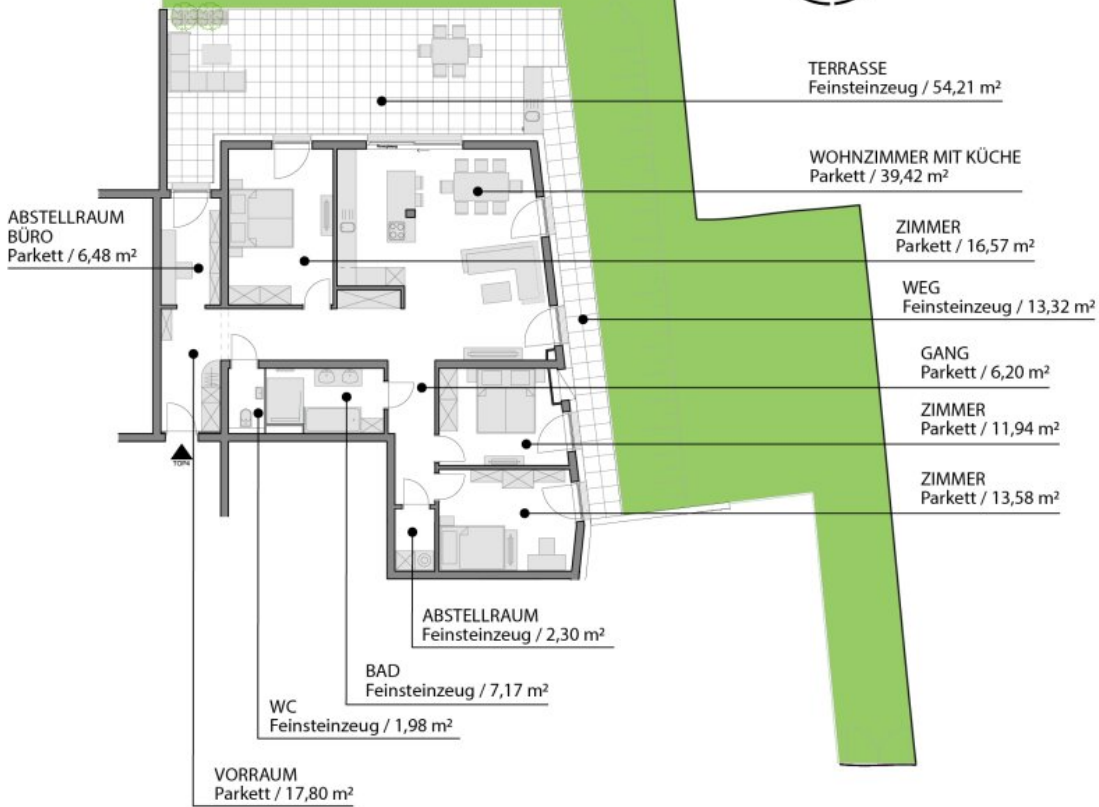 TERRASSE
Feinsteinzeug / 54,21 m²
WOHNZIMMER MIT KÜCHE
Parkett / 39,42 m²
ABSTELLRAUM
BÜRO
Parkett / 6,48 m²
ZIMMER
Parkett / 16,57 m²
WEG
Feinsteinzeug / 13,32 m²
GANG
Parkett / 6,20 m²
ZIMMER
Parkett / 11,94 m²
TOP4
ZIMMER
Parkett / 13,58 m²
ABSTELLRAUM
Feinsteinzeug / 2,30 m²
BAD
Feinsteinzeug / 7,17 m²
WC
Feinsteinzeug / 1,98 m²
VORRAUM
Parkett / 17,80 m²